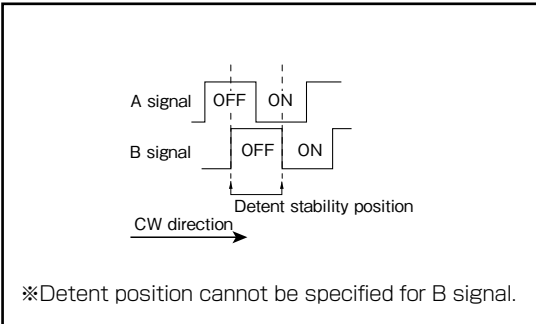 A signal OFF ON
B signal OFF ON
Detent stability position
CW direction
※Detent position cannot be specified for B signal.